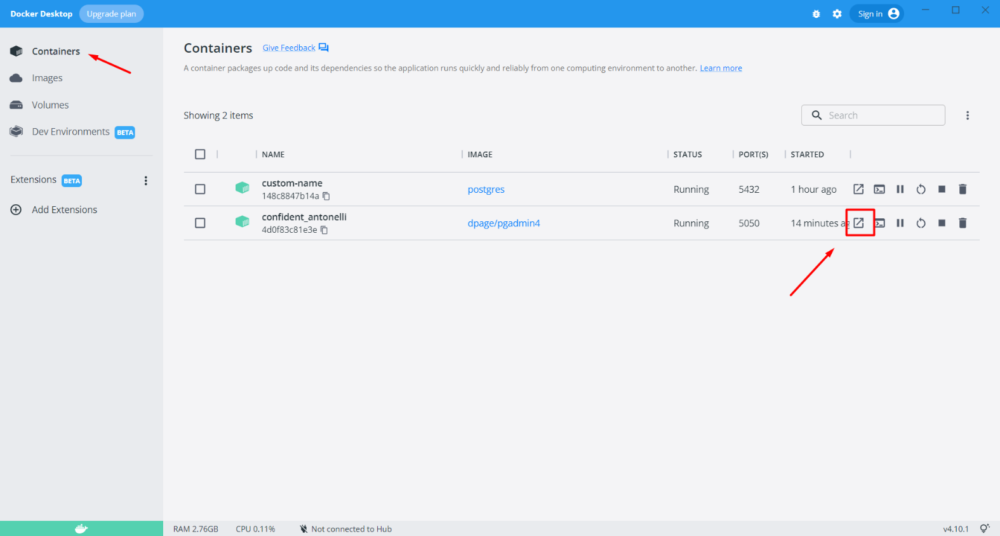 Docker Desktop Upgrade plan Sign in
Containers
Images
Volumes
Dev Environments BETA
Extensions BETA
Add Extensions
Containers Give Feedback
A container packages up code and its dependencies so the application runs quickly and reliably from one computing environment to another. Learn more
Showing 2 items Search
NAME IMAGE STATUS PORT(S) STARTED
custom-name
148c8847b14a postgres Running 5432 1 hour ago
confident_antonelli
4d0f83c81e3e dpage/pgadmin4 Running 5050 14 minutes ag
RAM 2.76GB CPU 0.11% Not connected to Hub v4.10.1